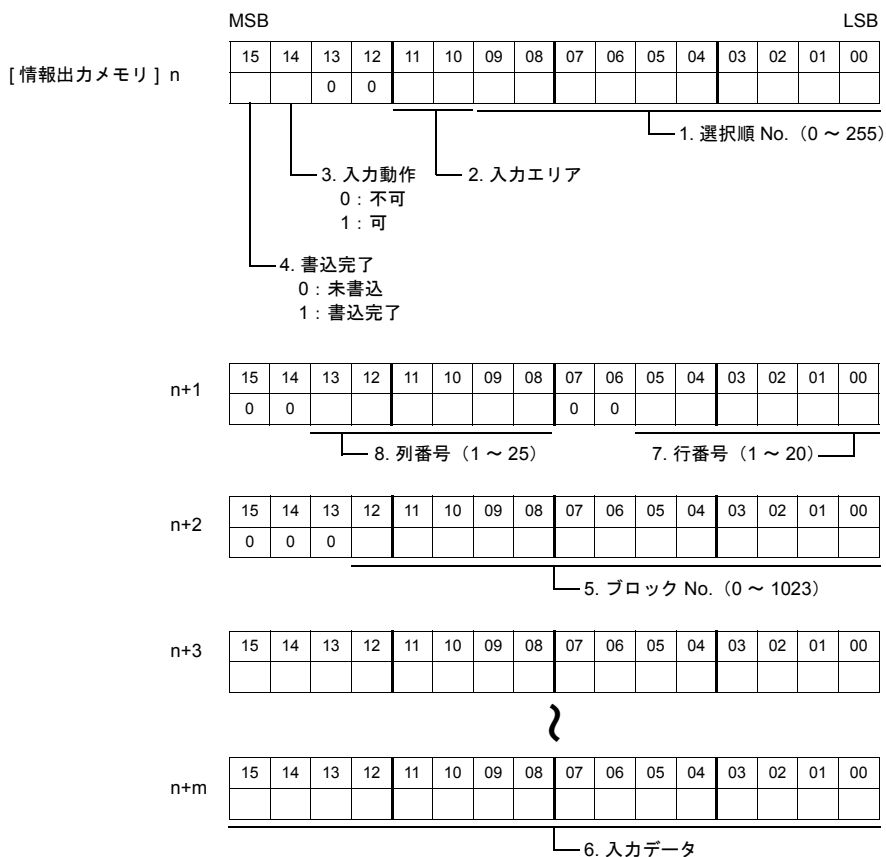 MSB LSB
[ 情報出力メモリ ] n
15 14 13 12 11 10 09 08 07 06 05 04 03 02 01 00
0 0
1. 選択順 No.（0 ～ 255）
3. 入力動作
0：不可
1：可
2. 入力エリア
4. 書込完了
0：未書込
1：書込完了
n+1
15 14 13 12 11 10 09 08 07 06 05 04 03 02 01 00
0 0 0 0
8. 列番号（1 ～ 25） 7. 行番号（1 ～ 20）
n+2
15 14 13 12 11 10 09 08 07 06 05 04 03 02 01 00
0 0 0
5. ブロック No.（0 ～ 1023）
n+3
15 14 13 12 11 10 09 08 07 06 05 04 03 02 01 00
～
n+m
15 14 13 12 11 10 09 08 07 06 05 04 03 02 01 00
6. 入力データ